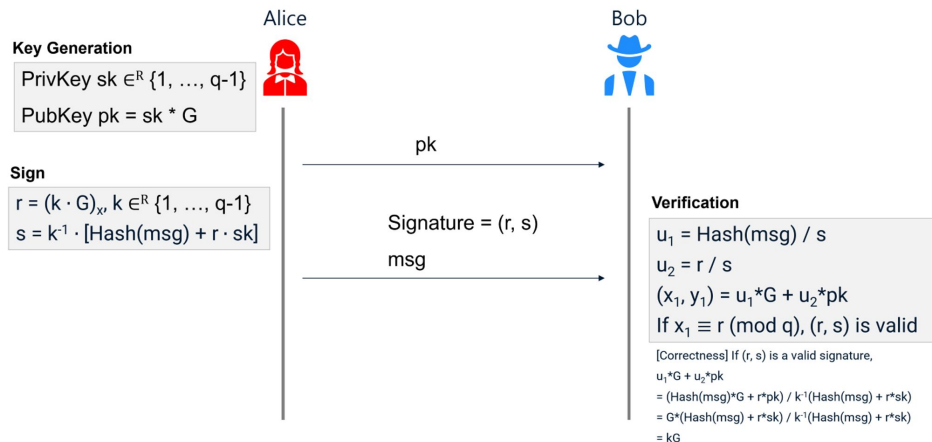 Alice
Bob
Key Generation
PrivKey sk ∈ᴿ {1, …, q-1}
PubKey pk = sk * G
pk
Sign
r = (k · G)ₓ, k ∈ᴿ {1, …, q-1}
s = k⁻¹ · [Hash(msg) + r · sk]
Signature = (r, s)
msg
Verification
u₁ = Hash(msg) / s
u₂ = r / s
(x₁, y₁) = u₁*G + u₂*pk
If x₁ ≡ r (mod q), (r, s) is valid
[Correctness] If (r, s) is a valid signature,
u₁*G + u₂*pk
= (Hash(msg)*G + r*pk) / k⁻¹(Hash(msg) + r*sk)
= G*(Hash(msg) + r*sk) / k⁻¹(Hash(msg) + r*sk)
= kG